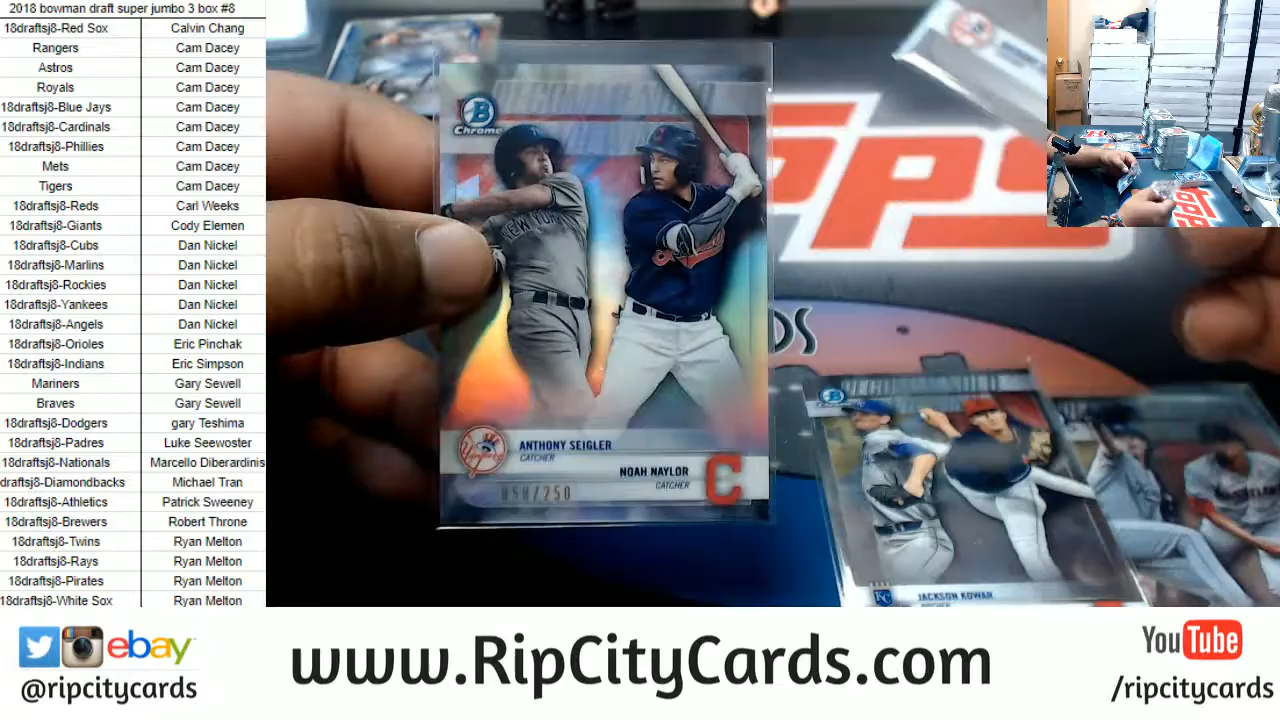 2018 bowman draft super jumbo 3 box #8
18draftsj8-Red Sox Calvin Chang
Rangers Cam Dacey
Astros Cam Dacey
Royals Cam Dacey
18draftsj8-Blue Jays Cam Dacey
18draftsj8-Cardinals Cam Dacey
18draftsj8-Phillies Cam Dacey
Mets Cam Dacey
Tigers Cam Dacey
18draftsj8-Reds Carl Weeks
18draftsj8-Giants Cody Elemen
18draftsj8-Cubs Dan Nickel
18draftsj8-Marlins Dan Nickel
18draftsj8-Rockies Dan Nickel
18draftsj8-Yankees Dan Nickel
18draftsj8-Angels Dan Nickel
18draftsj8-Orioles Eric Pinchak
18draftsj8-Indians Eric Simpson
Mariners Gary Sewell
Braves Gary Sewell
18draftsj8-Dodgers gary Teshima
18draftsj8-Padres Luke Seewoster
18draftsj8-Nationals Marcello Diberardinis
draftsj8-Diamondbacks Michael Tran
18draftsj8-Athletics Patrick Sweeney
18draftsj8-Brewers Robert Throne
18draftsj8-Twins Ryan Melton
18draftsj8-Rays Ryan Melton
18draftsj8-Pirates Ryan Melton
18draftsj8-White Sox Ryan Melton
B
Chrome
NEW YORK
ANTHONY SEIGLER
CATCHER
NOAH NAYLOR
CATCHER
C
/250
OPPS
DS
B
KC
JACKSON KOWAR
PITCHER
ebay
@ripcitycards
www.RipCityCards.com
YouTube
/ripcitycards